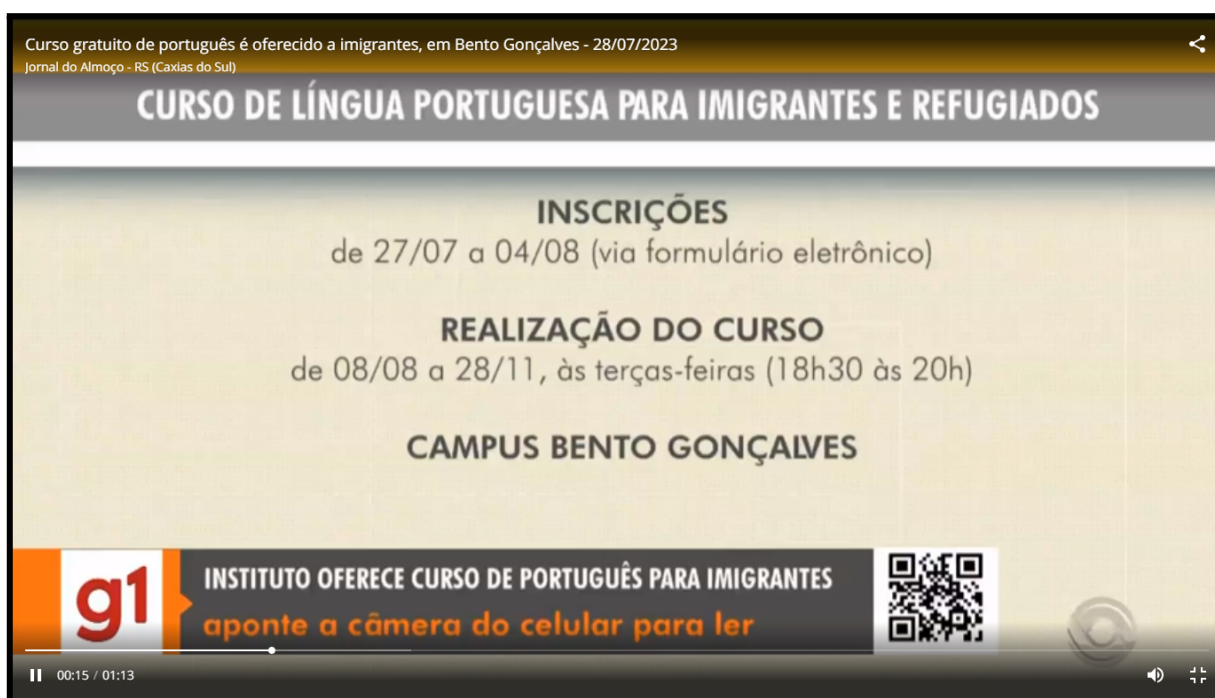 Curso gratuito de português é oferecido a imigrantes, em Bento Gonçalves - 28/07/2023
Jornal do Almoço - RS (Caxias do Sul)
CURSO DE LÍNGUA PORTUGUESA PARA IMIGRANTES E REFUGIADOS
INSCRIÇÕES
de 27/07 a 04/08 (via formulário eletrônico)
REALIZAÇÃO DO CURSO
de 08/08 a 28/11, às terças-feiras (18h30 às 20h)
CAMPUS BENTO GONÇALVES
g1
INSTITUTO OFERECE CURSO DE PORTUGUÊS PARA IMIGRANTES
aponte a câmera do celular para ler
00:15 / 01:13